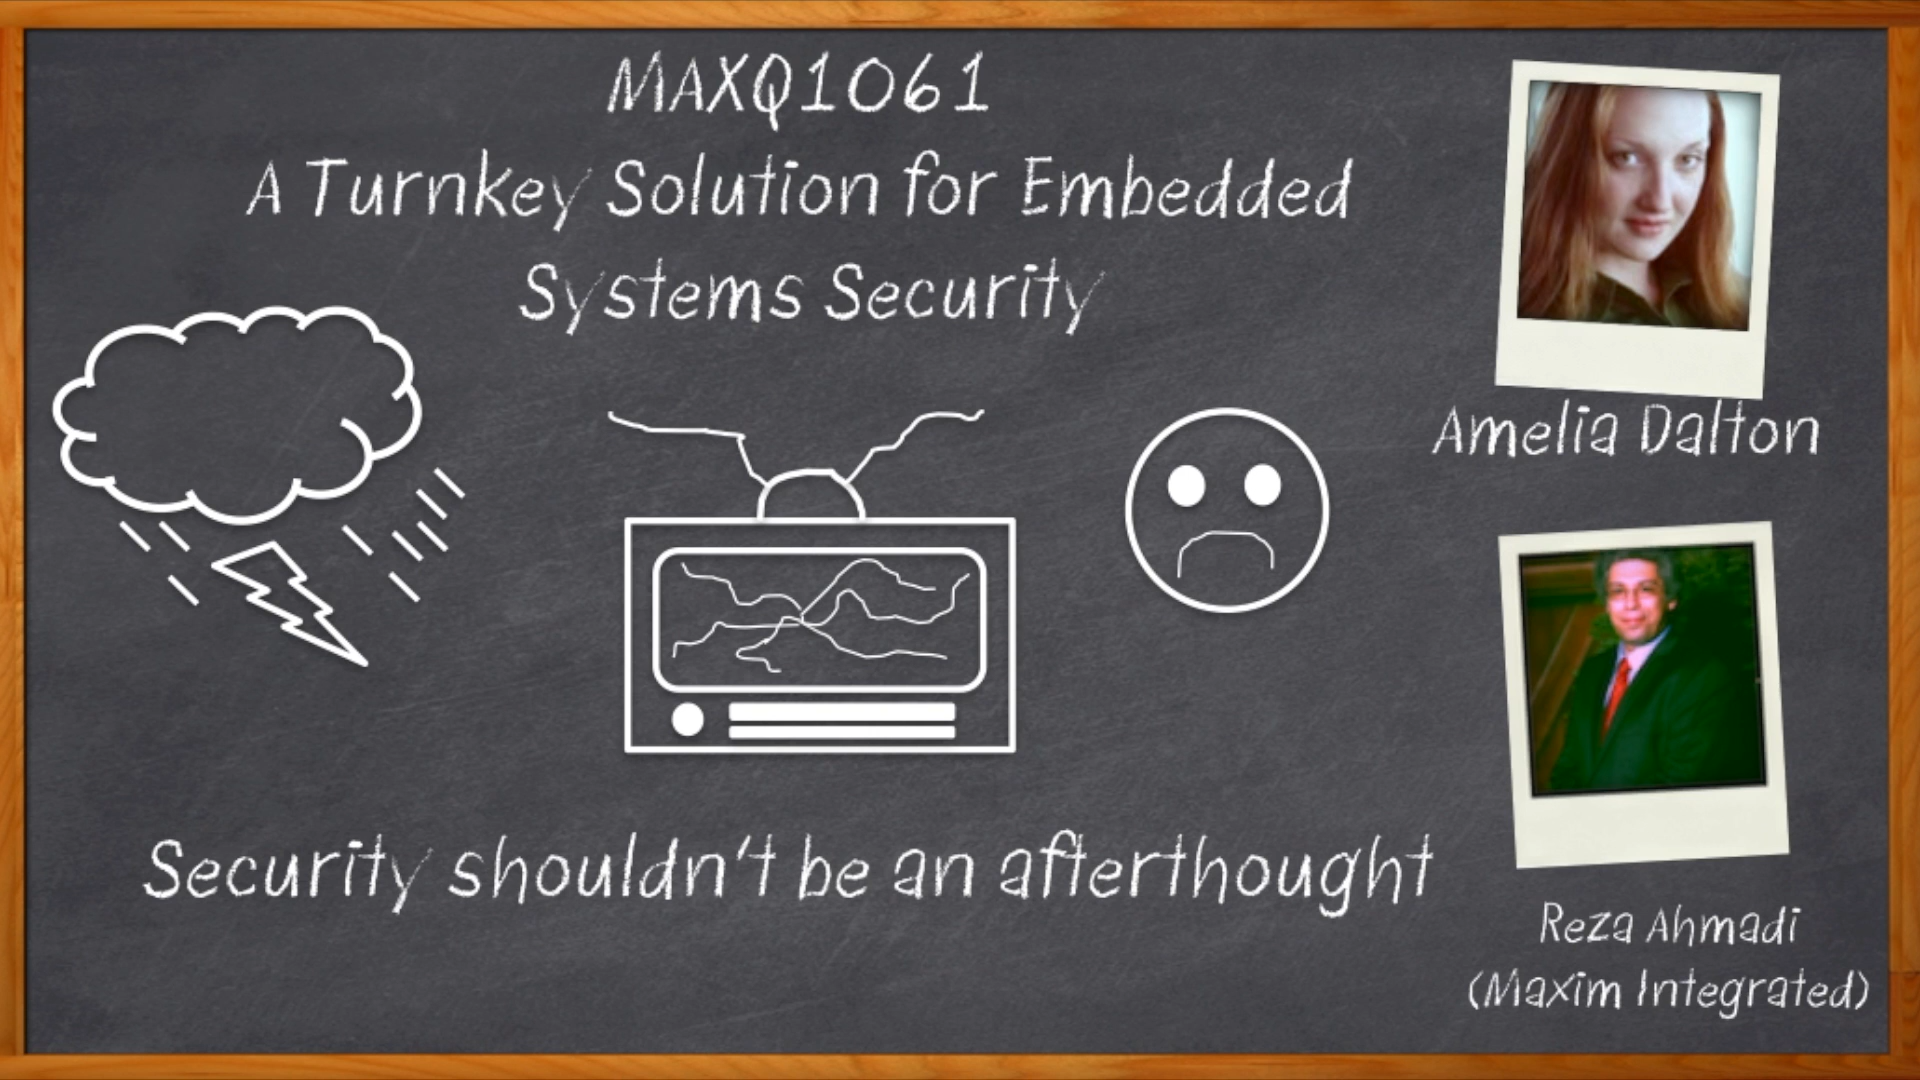 MAXQ1061
A Turnkey Solution for Embedded
Systems Security
Amelia Dalton
Security shouldn't be an afterthought
Reza Ahmadi
(Maxim Integrated)